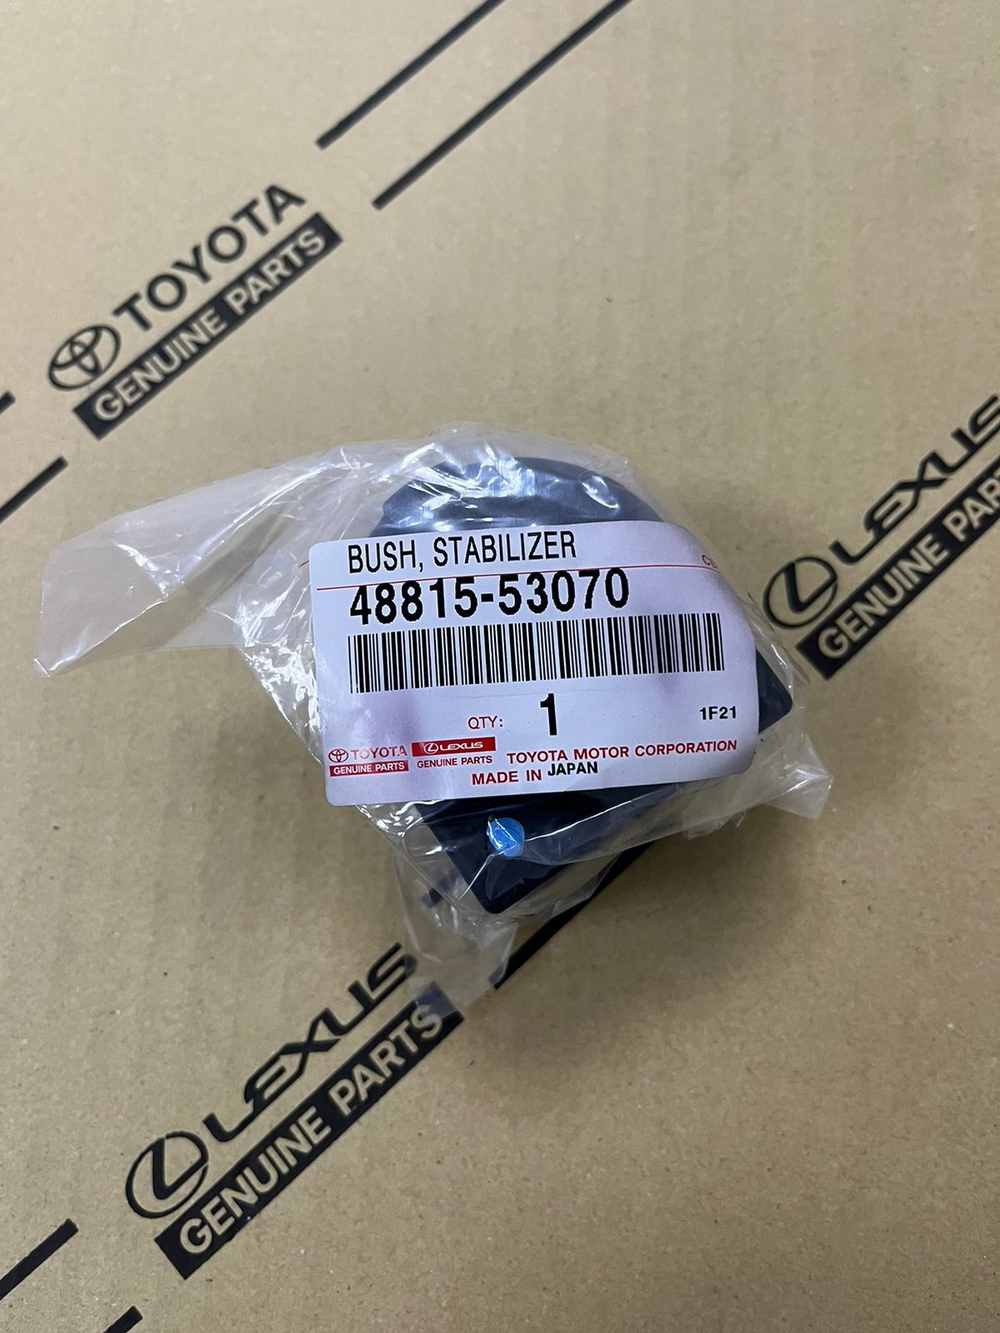 TOYOTA
GENUINE PARTS
LEXUS
GENUINE PARTS
BUSH, STABILIZER
48815-53070
QTY: 1
1F21
TOYOTA
GENUINE PARTS
LEXUS
GENUINE PARTS
TOYOTA MOTOR CORPORATION
MADE IN JAPAN
LEXUS
GENUINE PARTS